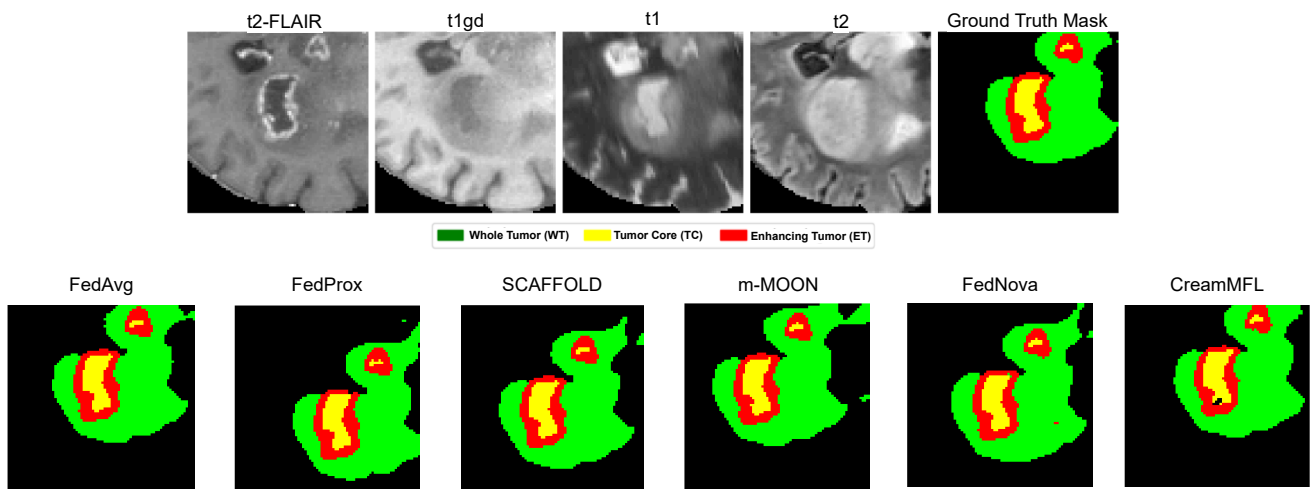 t2-FLAIR t1gd t1 t2 Ground Truth Mask
Whole Tumor (WT) Tumor Core (TC) Enhancing Tumor (ET)
FedAvg FedProx SCAFFOLD m-MOON FedNova CreamMFL